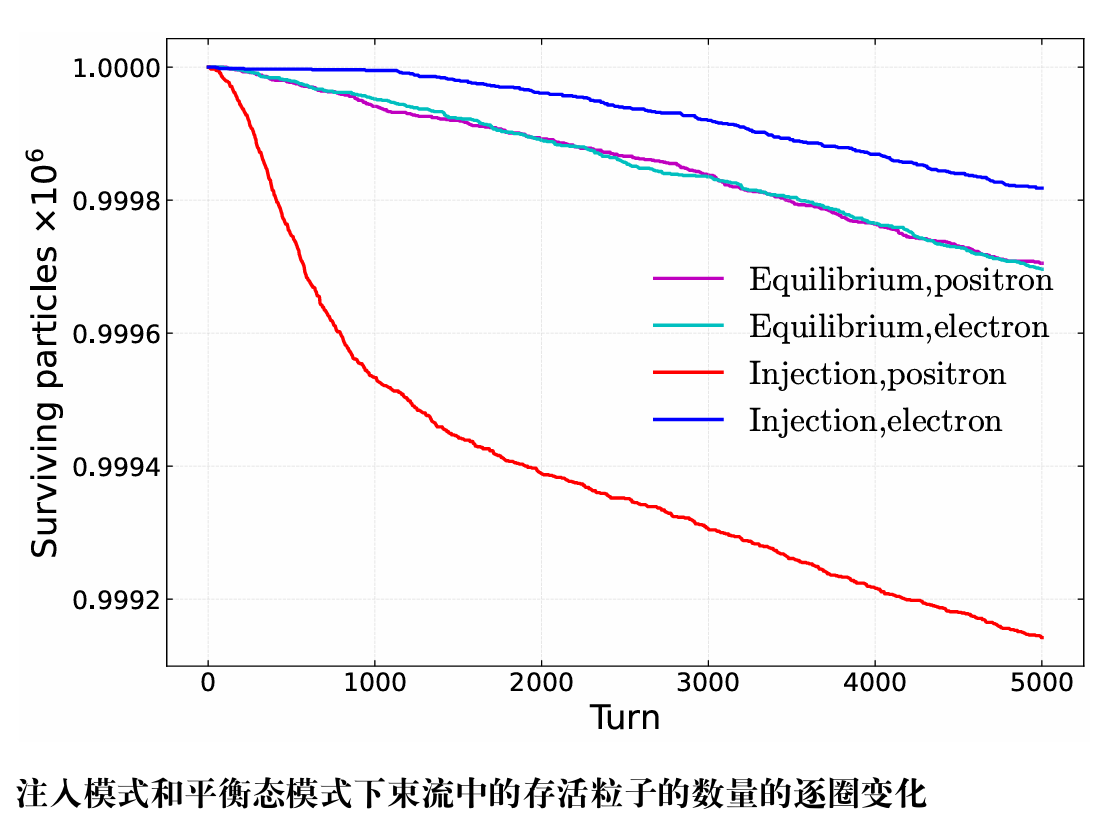 Surviving particles ×10⁶
1.0000
0.9998
0.9996
0.9994
0.9992
Equilibrium,positron
Equilibrium,electron
Injection,positron
Injection,electron
0 1000 2000 3000 4000 5000
Turn
注入模式和平衡态模式下束流中的存活粒子的数量的逐圈变化